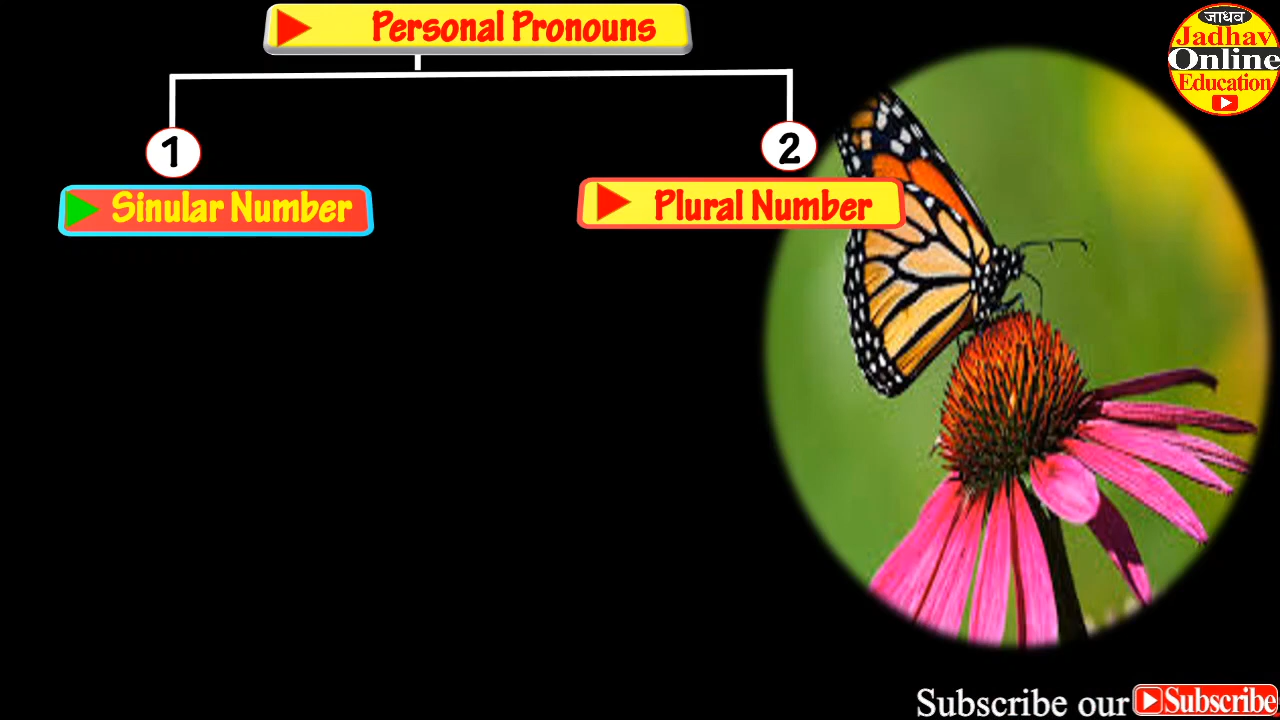 Personal Pronouns
1
2
Sinular Number
Plural Number
जाधव
Jadhav
Online
Education
Subscribe our
Subscribe